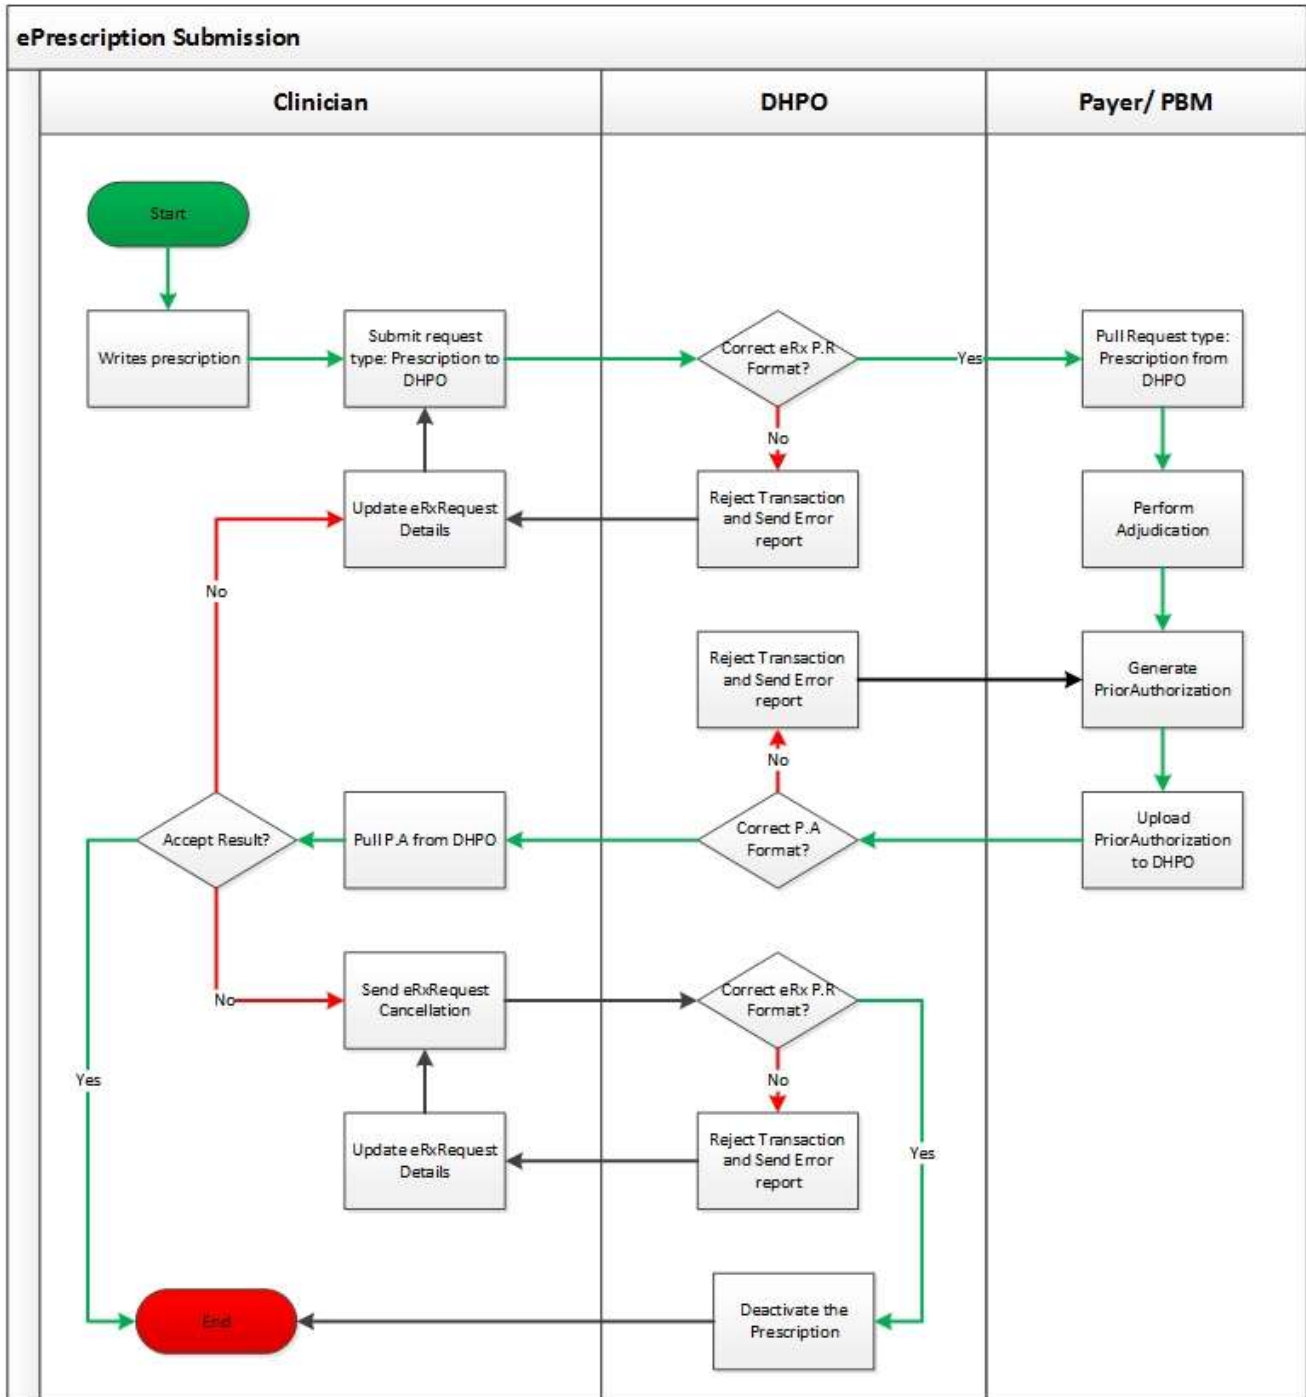 ePrescription Submission
Clinician
DHPO
Payer/ PBM
Start
Writes prescription
Submit request
type: Prescription to
DHPO
Correct eRx P.R
Format?
Yes
Pull Request type:
Prescription from
DHPO
No
Update eRxRequest
Details
Reject Transaction
and Send Error
report
Perform
Adjudication
No
Reject Transaction
and Send Error
report
Generate
PriorAuthorization
No
Accept Result?
Pull P.A from DHPO
Correct P.A
Format?
Upload
PriorAuthorization
to DHPO
No
Send eRxRequest
Cancellation
Correct eRx P.R
Format?
Yes
No
Update eRxRequest
Details
Reject Transaction
and Send Error
report
Yes
End
Deactivate the
Prescription